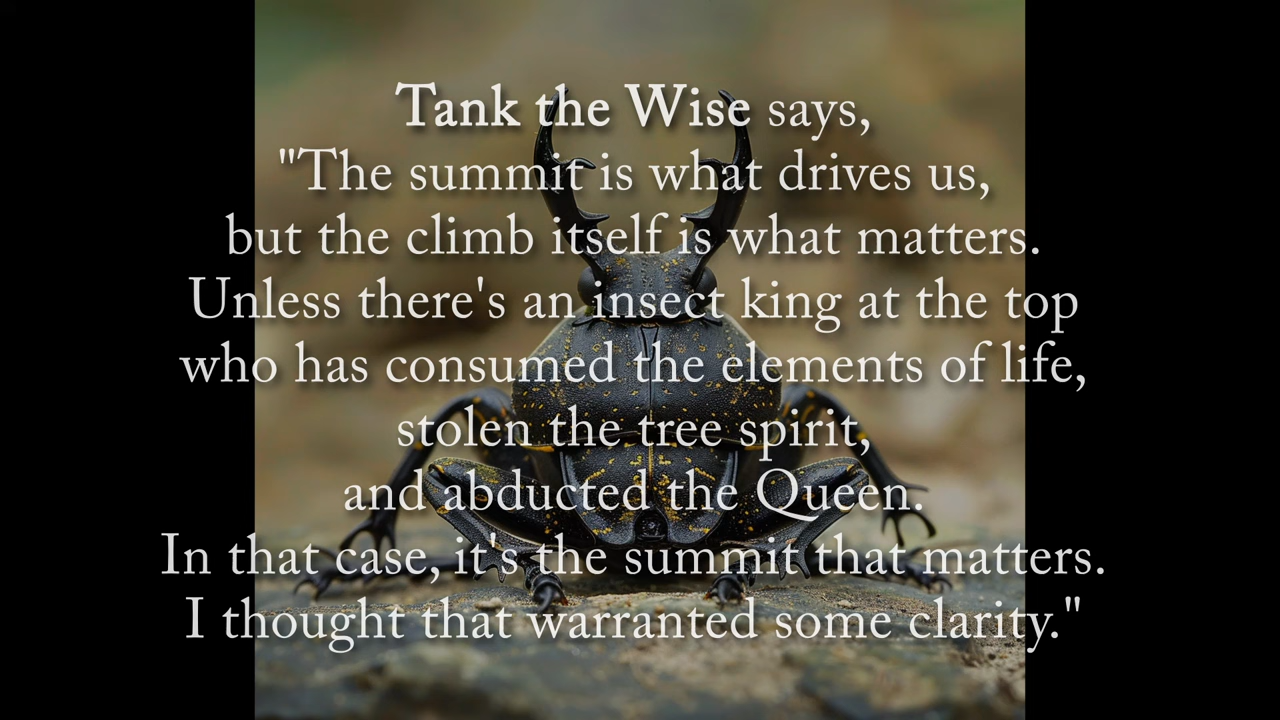 Tank the Wise says,
"The summit is what drives us,
but the climb itself is what matters.
Unless there's an insect king at the top
who has consumed the elements of life,
stolen the tree spirit,
and abducted the Queen.
In that case, it's the summit that matters.
I thought that warranted some clarity."